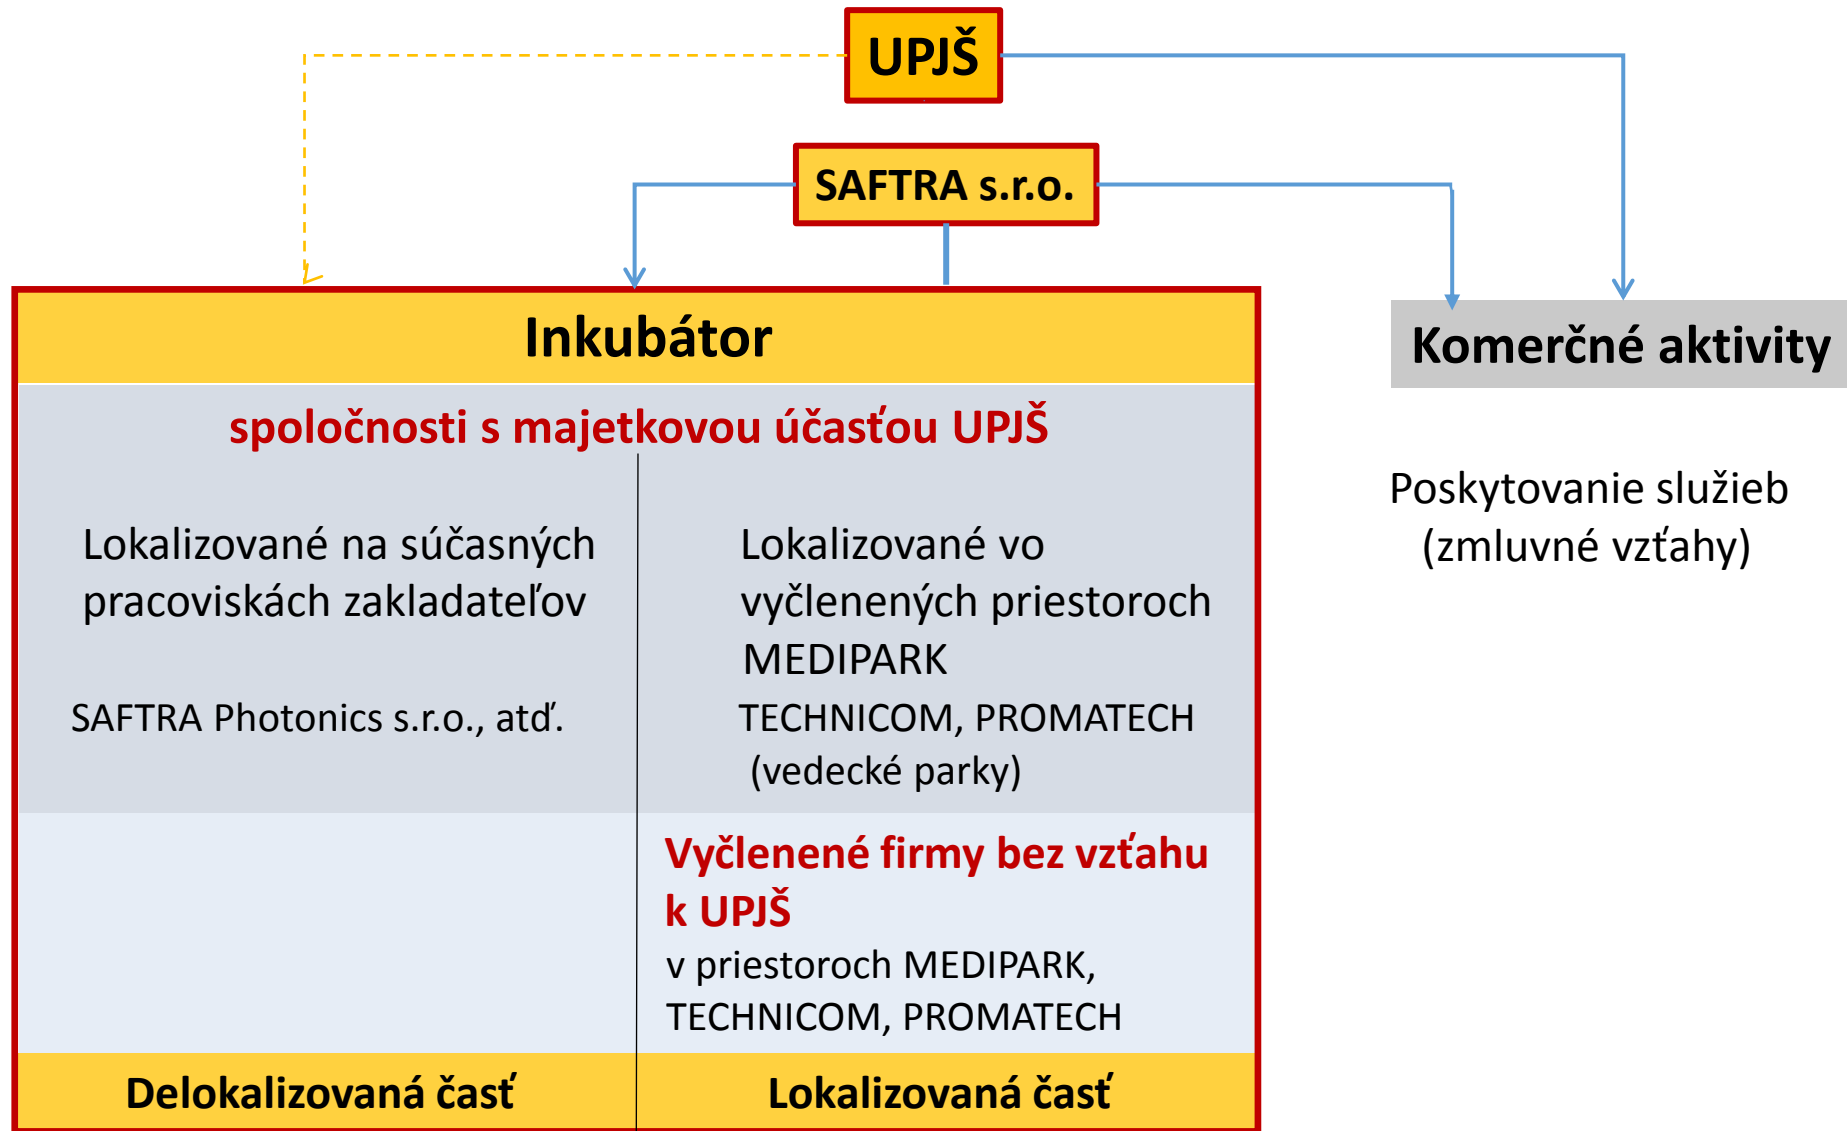 UPJŠ
SAFTRA s.r.o.
Inkubátor
spoločnosti s majetkovou účasťou UPJŠ
Lokalizované na súčasných
pracoviskách zakladateľov
SAFTRA Photonics s.r.o., atď.
Lokalizované vo
vyčlenených priestoroch
MEDIPARK
TECHNICOM, PROMATECH
(vedecké parky)
Vyčlenené firmy bez vzťahu
k UPJŠ
v priestoroch MEDIPARK,
TECHNICOM, PROMATECH
Delokalizovaná časť
Lokalizovaná časť
Komerčné aktivity
Poskytovanie služieb
(zmluvné vzťahy)